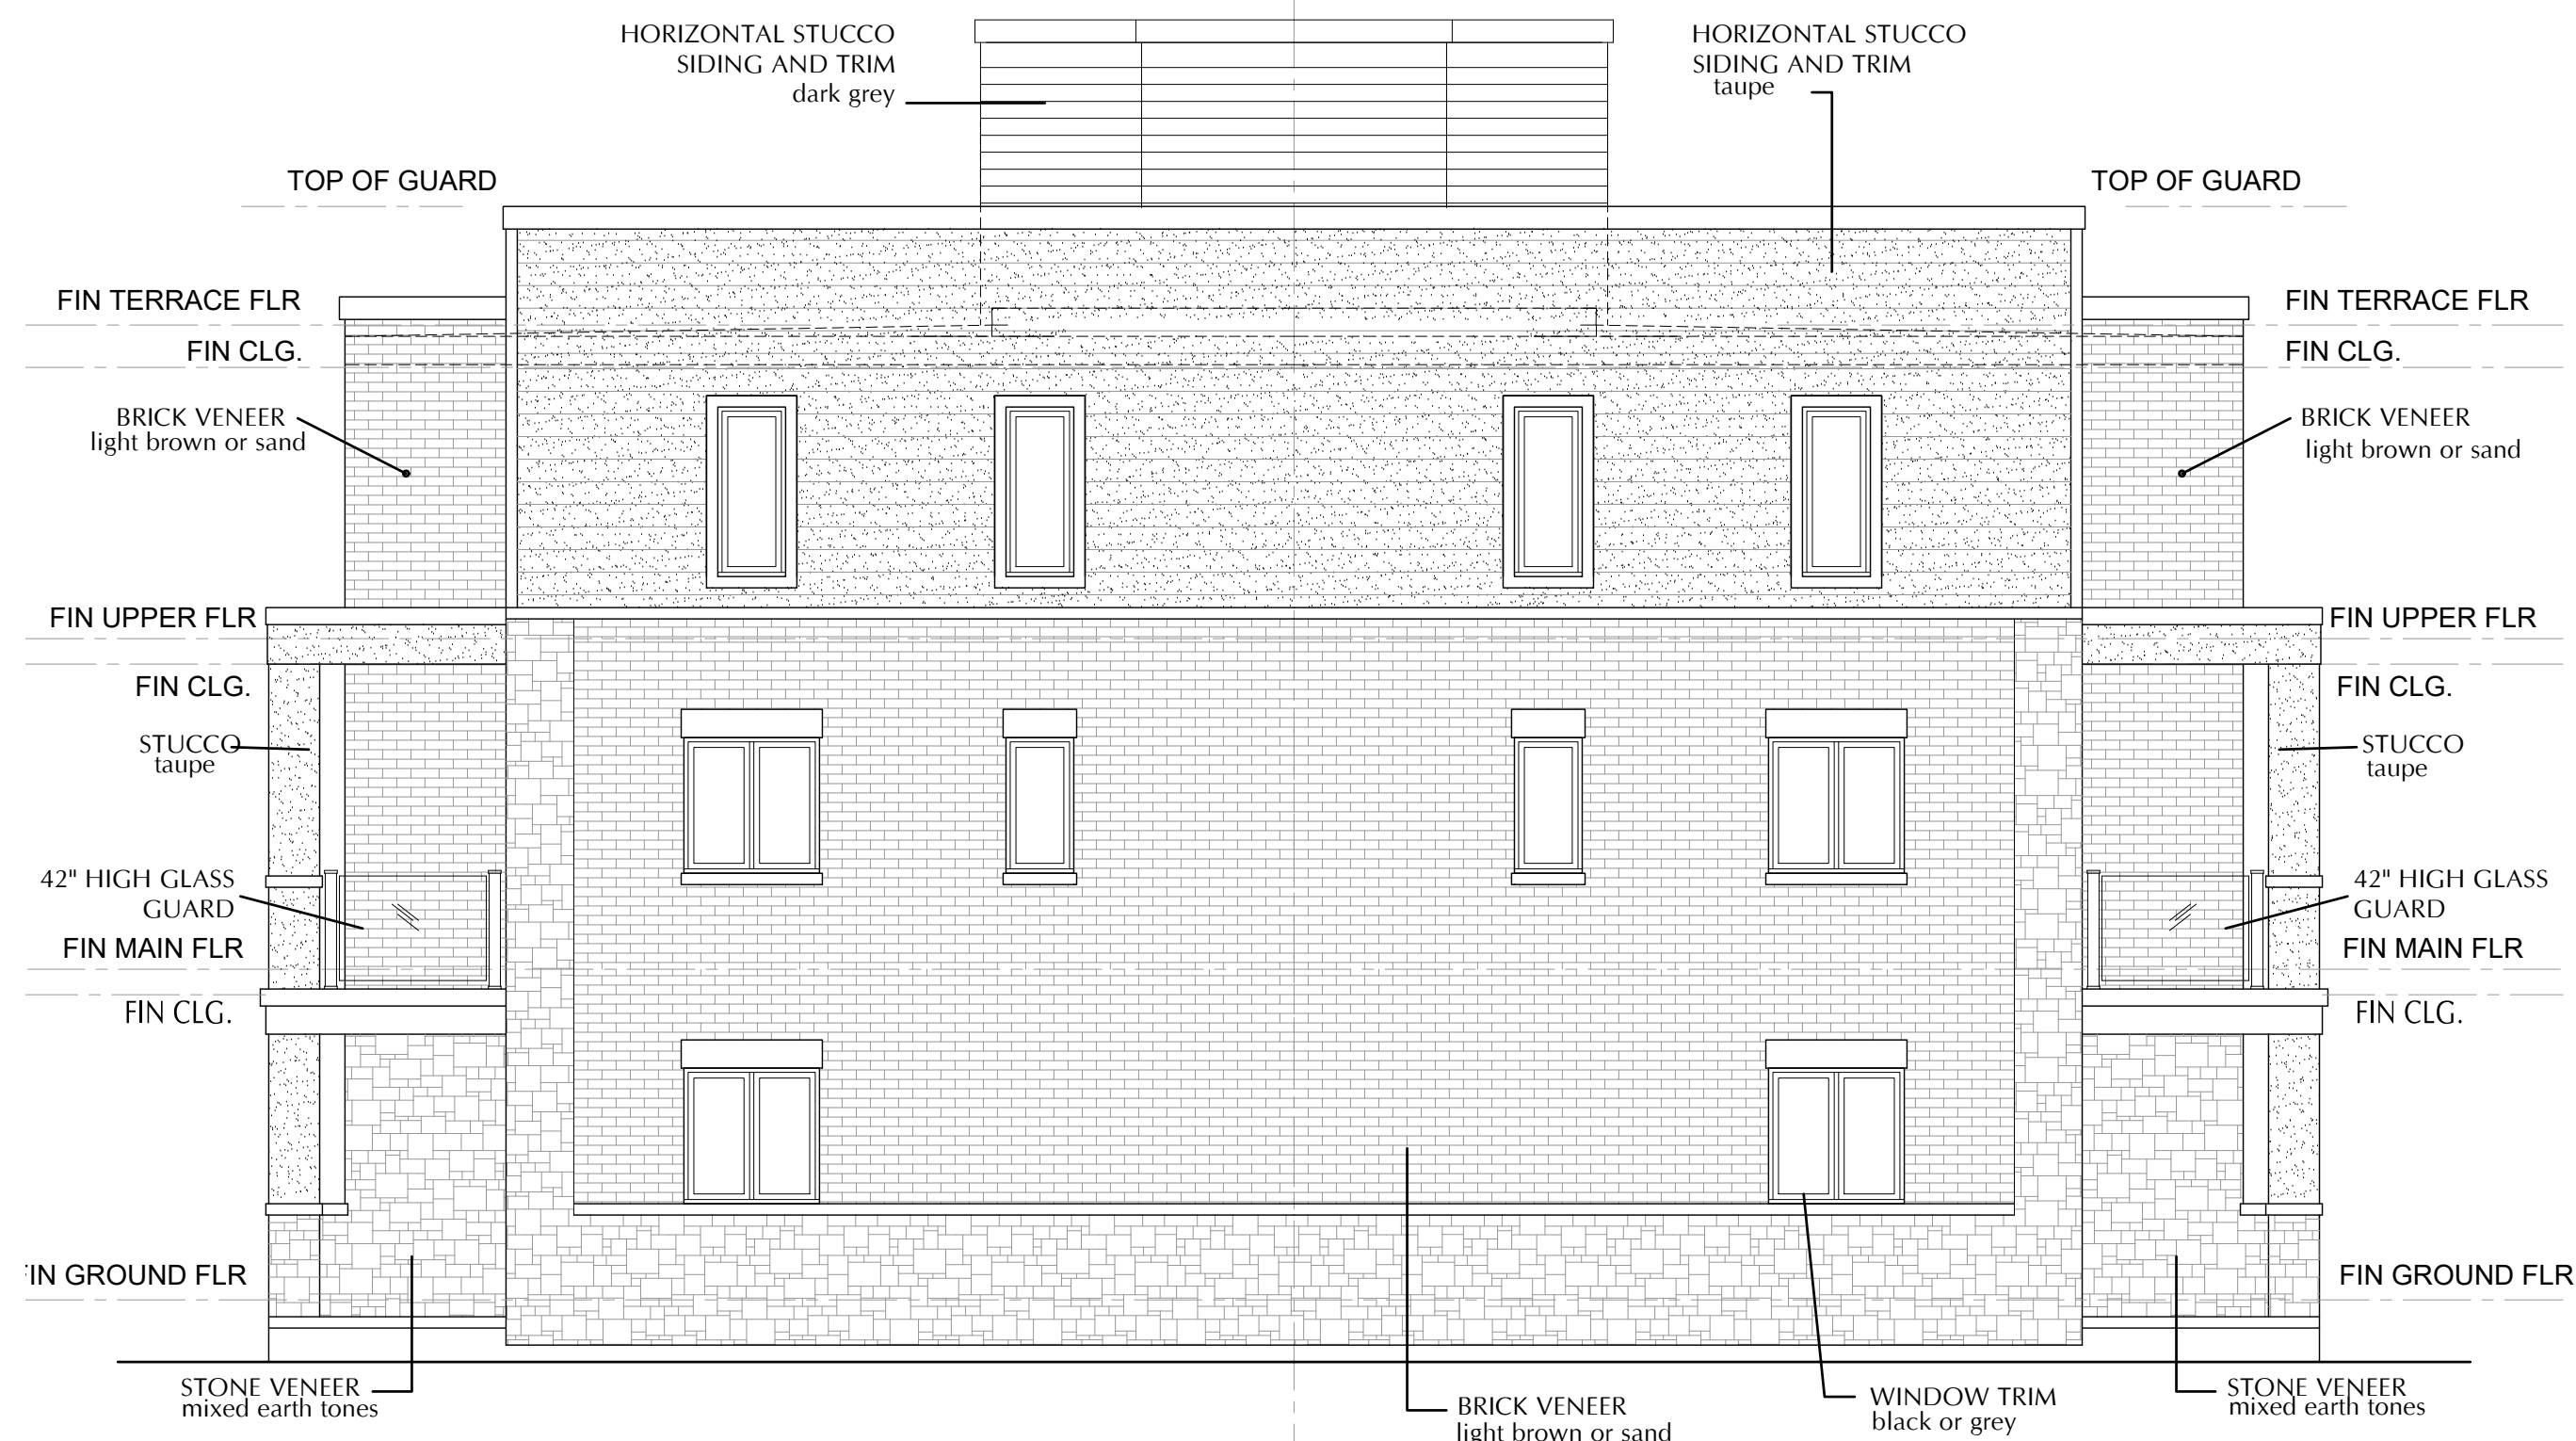 HORIZONTAL STUCCO
SIDING AND TRIM
dark grey
HORIZONTAL STUCCO
SIDING AND TRIM
taupe
TOP OF GUARD
TOP OF GUARD
FIN TERRACE FLR
FIN TERRACE FLR
FIN CLG.
FIN CLG.
BRICK VENEER
light brown or sand
BRICK VENEER
light brown or sand
FIN UPPER FLR
FIN UPPER FLR
FIN CLG.
FIN CLG.
STUCCO
taupe
STUCCO
taupe
42" HIGH GLASS
GUARD
42" HIGH GLASS
GUARD
FIN MAIN FLR
FIN MAIN FLR
FIN CLG.
FIN CLG.
IN GROUND FLR
FIN GROUND FLR
STONE VENEER
mixed earth tones
BRICK VENEER
light brown or sand
WINDOW TRIM
black or grey
STONE VENEER
mixed earth tones